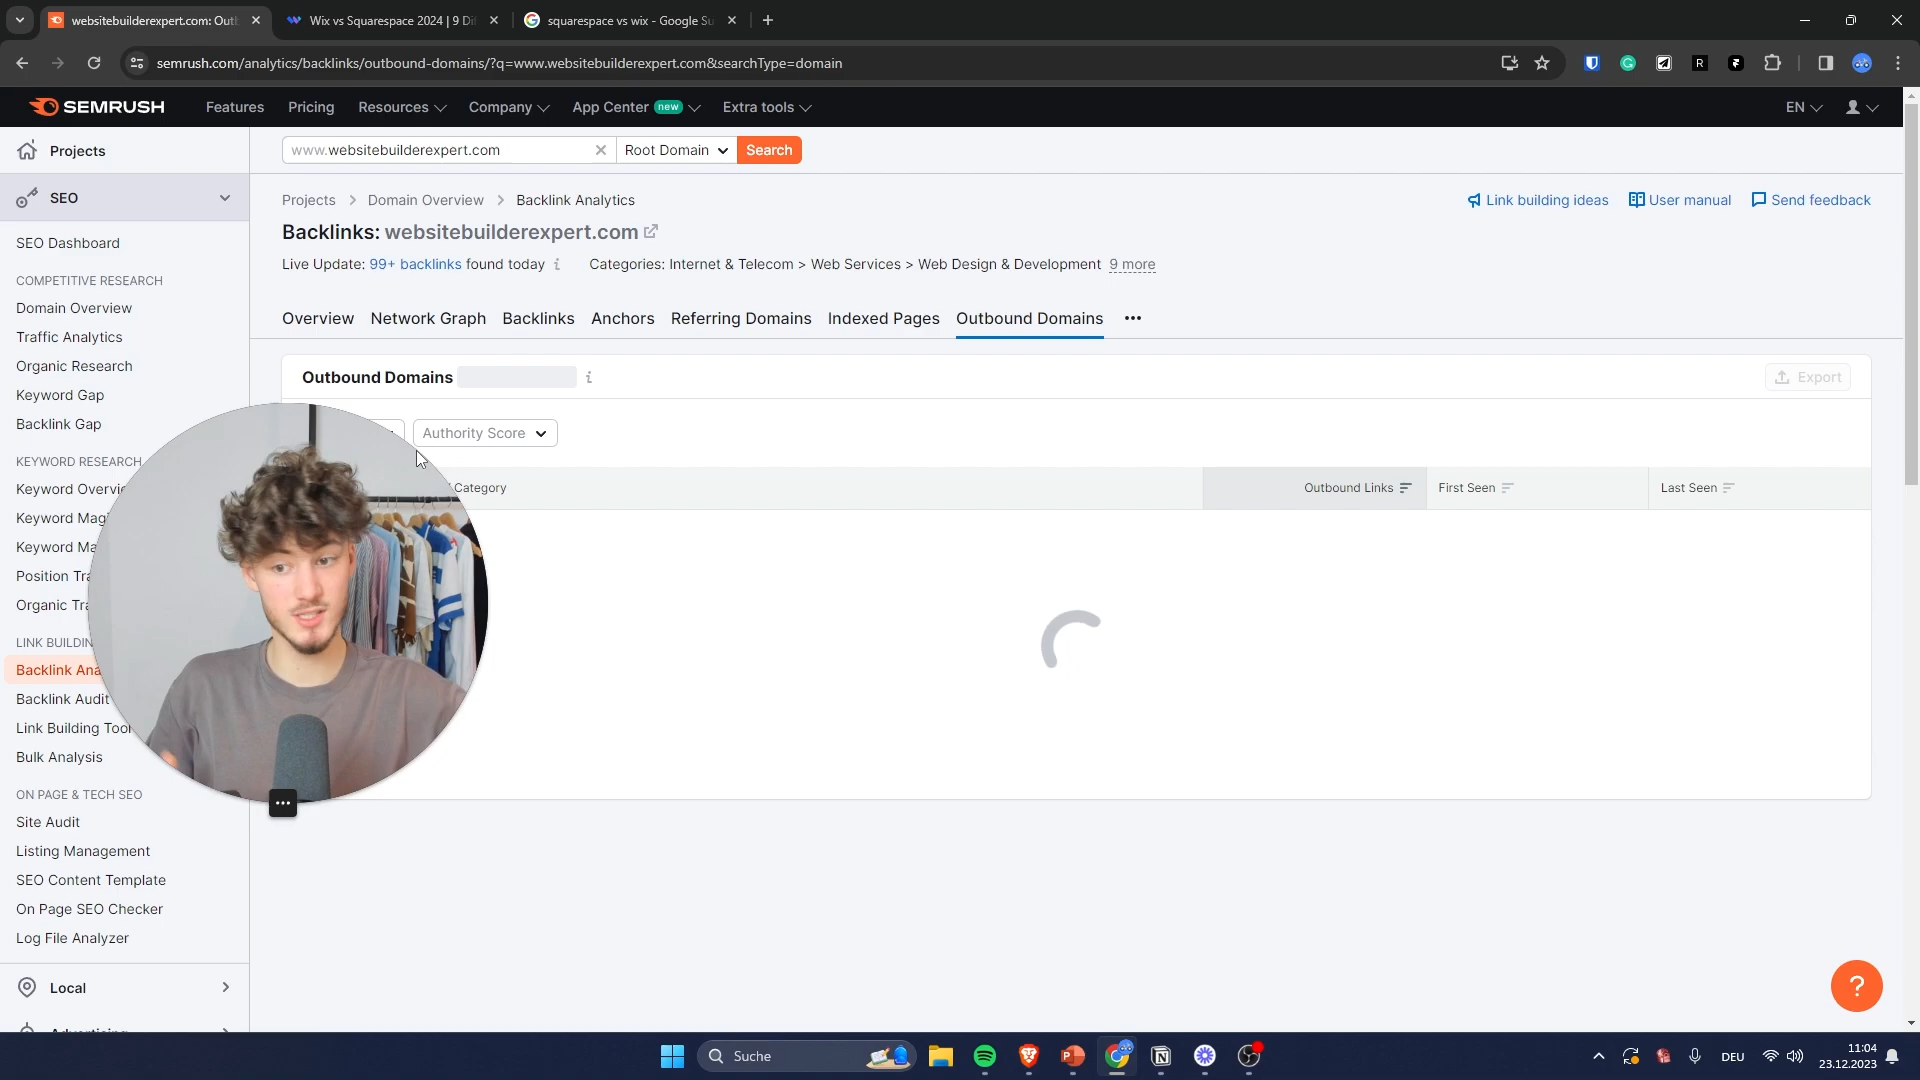 websitebuilderexpert.com: Out
Wix vs Squarespace 2024 | 9 Di
squarespace vs wix - Google Su
semrush.com/analytics/backlinks/outbound-domains/?q=www.websitebuilderexpert.com&searchType=domain
SEMRUSH
Features
Pricing
Resources
Company
App Center new
Extra tools
EN
Projects
www.websitebuilderexpert.com
Root Domain
Search
SEO
Projects > Domain Overview > Backlink Analytics
Link building ideas
User manual
Send feedback
Backlinks: websitebuilderexpert.com
SEO Dashboard
Live Update: 99+ backlinks found today
Categories: Internet & Telecom > Web Services > Web Design & Development 9 more
COMPETITIVE RESEARCH
Domain Overview
Overview
Network Graph
Backlinks
Anchors
Referring Domains
Indexed Pages
Outbound Domains
Traffic Analytics
Organic Research
Outbound Domains
Export
Keyword Gap
Backlink Gap
Authority Score
KEYWORD RESEARCH
Keyword Overvie
Category
Outbound Links
First Seen
Last Seen
Keyword Mag
Keyword Ma
Position Tra
Organic Tra
LINK BUILDIN
Backlink Ana
Backlink Audit
Link Building Tool
Bulk Analysis
ON PAGE & TECH SEO
Site Audit
Listing Management
SEO Content Template
On Page SEO Checker
Log File Analyzer
Local
Suche
DEU
11:04
23.12.2023